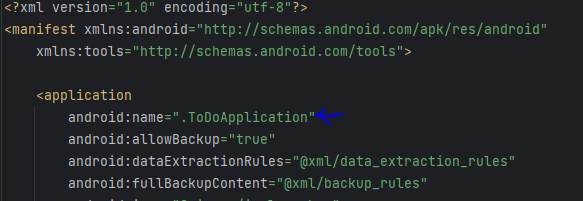 <?xml version="1.0" encoding="utf-8"?>
<manifest xmlns:android="http://schemas.android.com/apk/res/android"
    xmlns:tools="http://schemas.android.com/tools">

    <application
        android:name=".ToDoApplication"
        android:allowBackup="true"
        android:dataExtractionRules="@xml/data_extraction_rules"
        android:fullBackupContent="@xml/backup_rules"